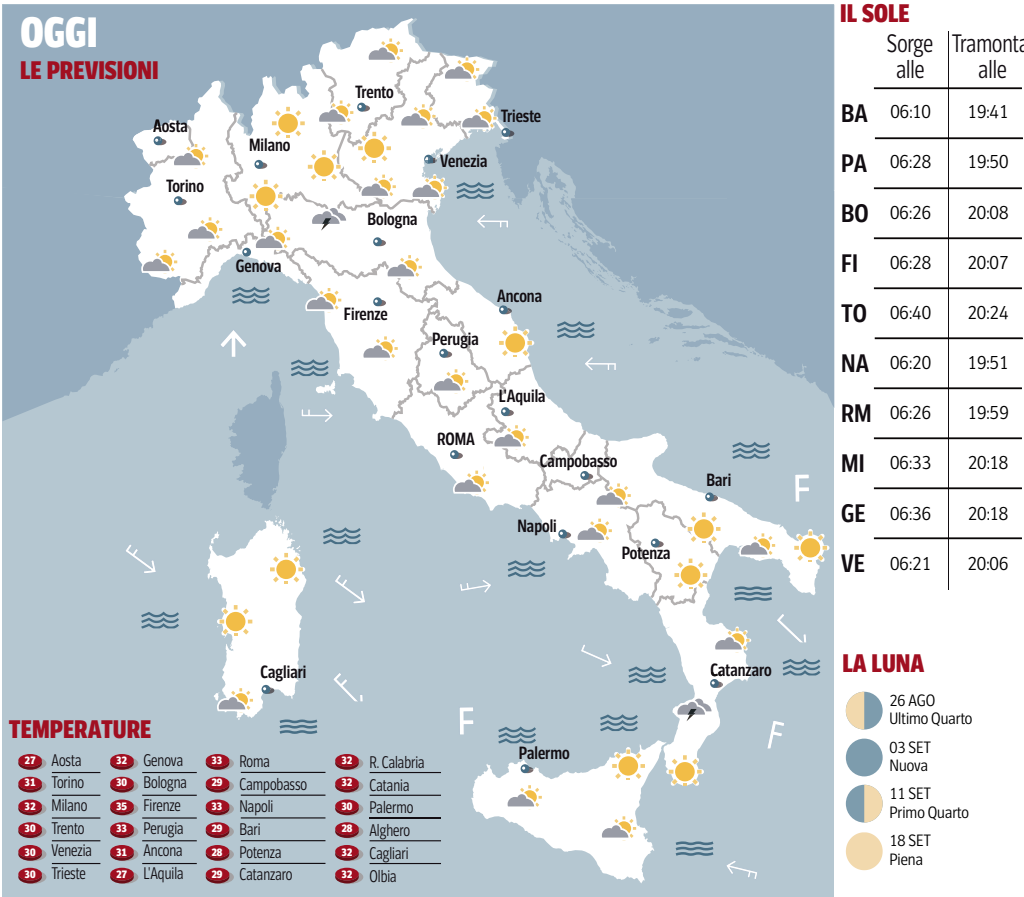 OGGI
LE PREVISIONI
Trento
Trieste
Aosta
Milano
Venezia
Torino
Bologna
Genova
Ancona
Firenze
Perugia
L'Aquila
ROMA
Campobasso
Bari
F
Napoli
Potenza
Cagliari
Catanzaro
F
F
Palermo
TEMPERATURE
27 Aosta
31 Torino
32 Milano
30 Trento
30 Venezia
30 Trieste
32 Genova
30 Bologna
35 Firenze
33 Perugia
31 Ancona
27 L'Aquila
33 Roma
29 Campobasso
33 Napoli
29 Bari
28 Potenza
29 Catanzaro
32 R. Calabria
32 Catania
30 Palermo
28 Alghero
32 Cagliari
32 Olbia
IL SOLE
Sorge alle
Tramonta alle
BA 06:10 19:41
PA 06:28 19:50
BO 06:26 20:08
FI 06:28 20:07
TO 06:40 20:24
NA 06:20 19:51
RM 06:26 19:59
MI 06:33 20:18
GE 06:36 20:18
VE 06:21 20:06
LA LUNA
26 AGO
Ultimo Quarto
03 SET
Nuova
11 SET
Primo Quarto
18 SET
Piena